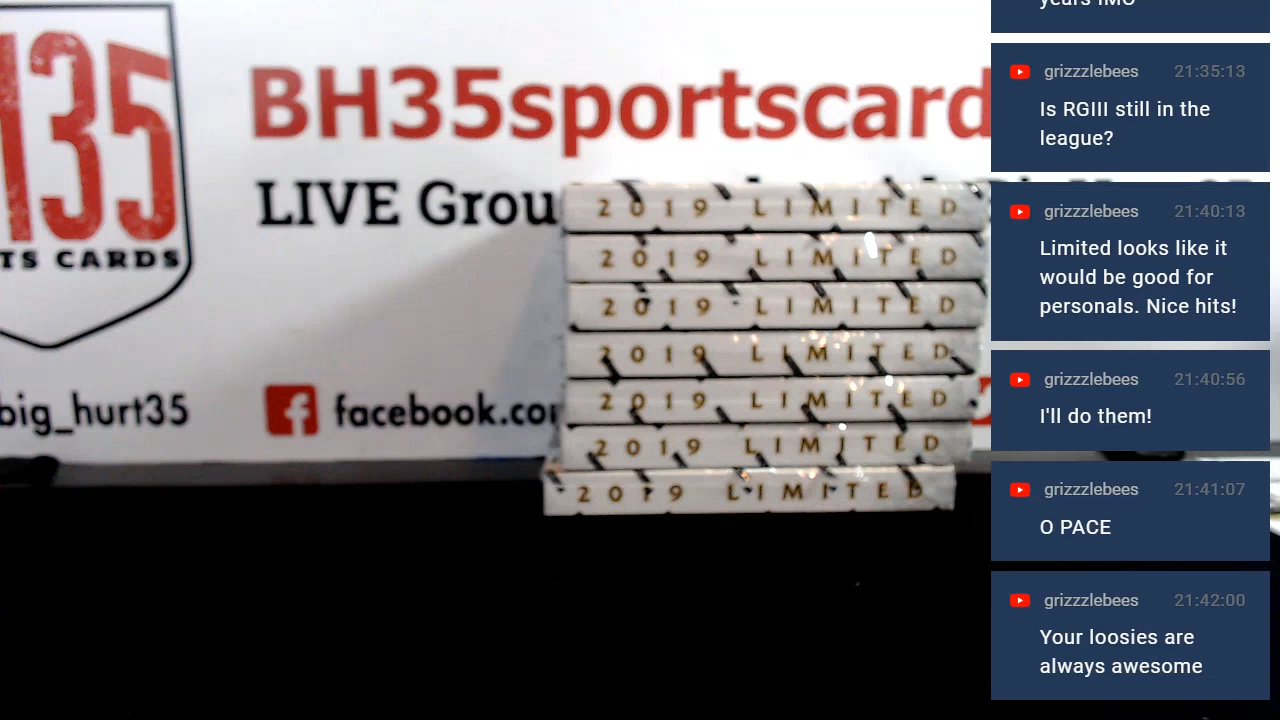 135
TS CARDS
BH35sportscard
LIVE Grou
big_hurt35
facebook.co
2019 LIMITED
2019 LIMITED
2019 LIMITED
2019 LIMITED
2019 LIMITED
2019 LIMITED
2019 LIMITED
years IMO
grizzzlebees 21:35:13
Is RGIII still in the
league?
grizzzlebees 21:40:13
Limited looks like it
would be good for
personals. Nice hits!
grizzzlebees 21:40:56
I'll do them!
grizzzlebees 21:41:07
O PACE
grizzzlebees 21:42:00
Your loosies are
always awesome